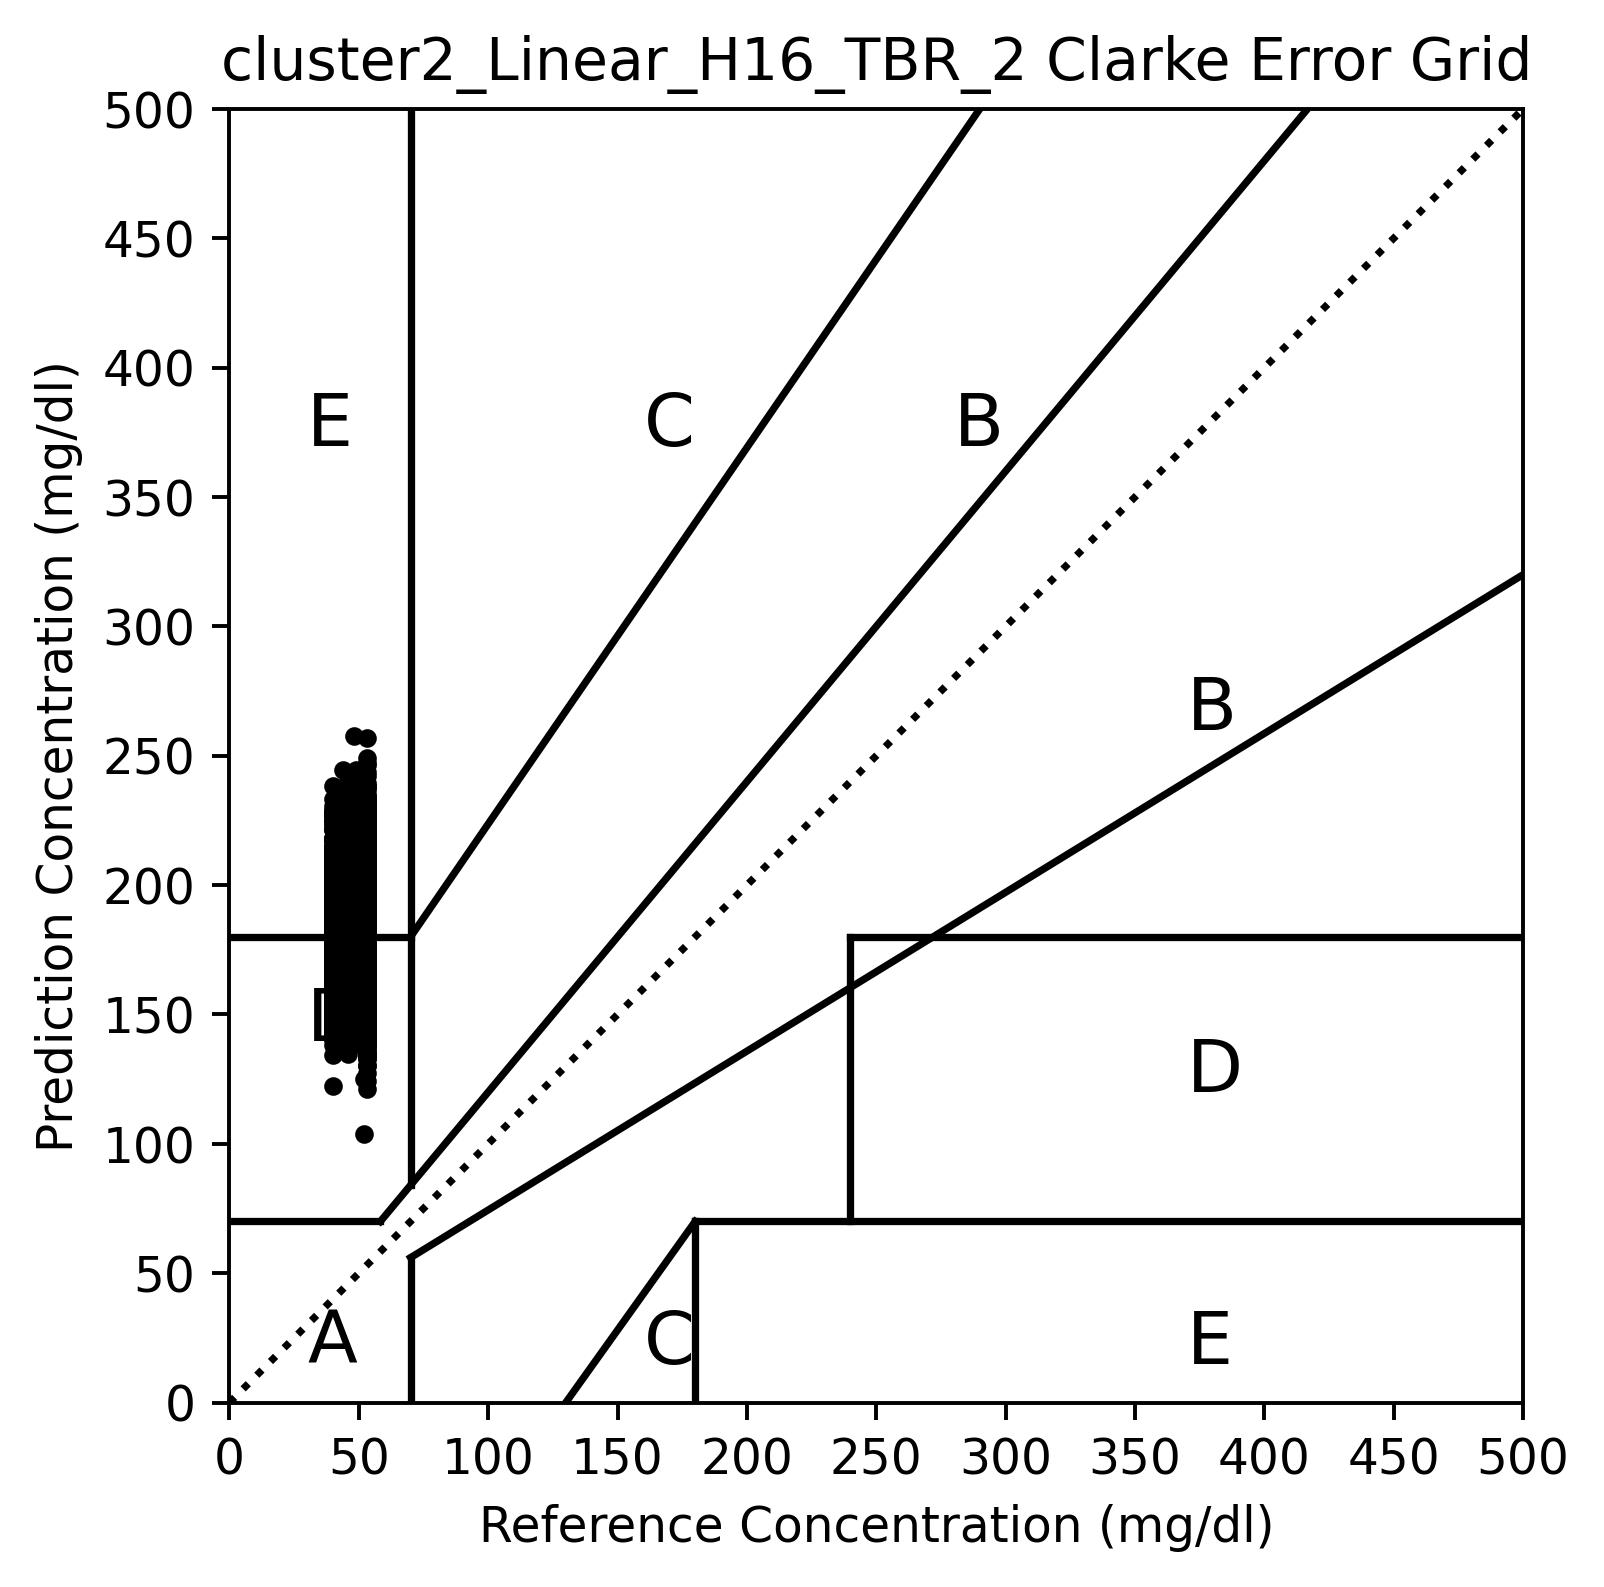 cluster2_Linear_H16_TBR_2 Clarke Error Grid
500
450
400
350
300
250
200
150
100
50
0
Prediction Concentration (mg/dl)
E
C
B
B
D
A
C
E
0 50 100 150 200 250 300 350 400 450 500
Reference Concentration (mg/dl)